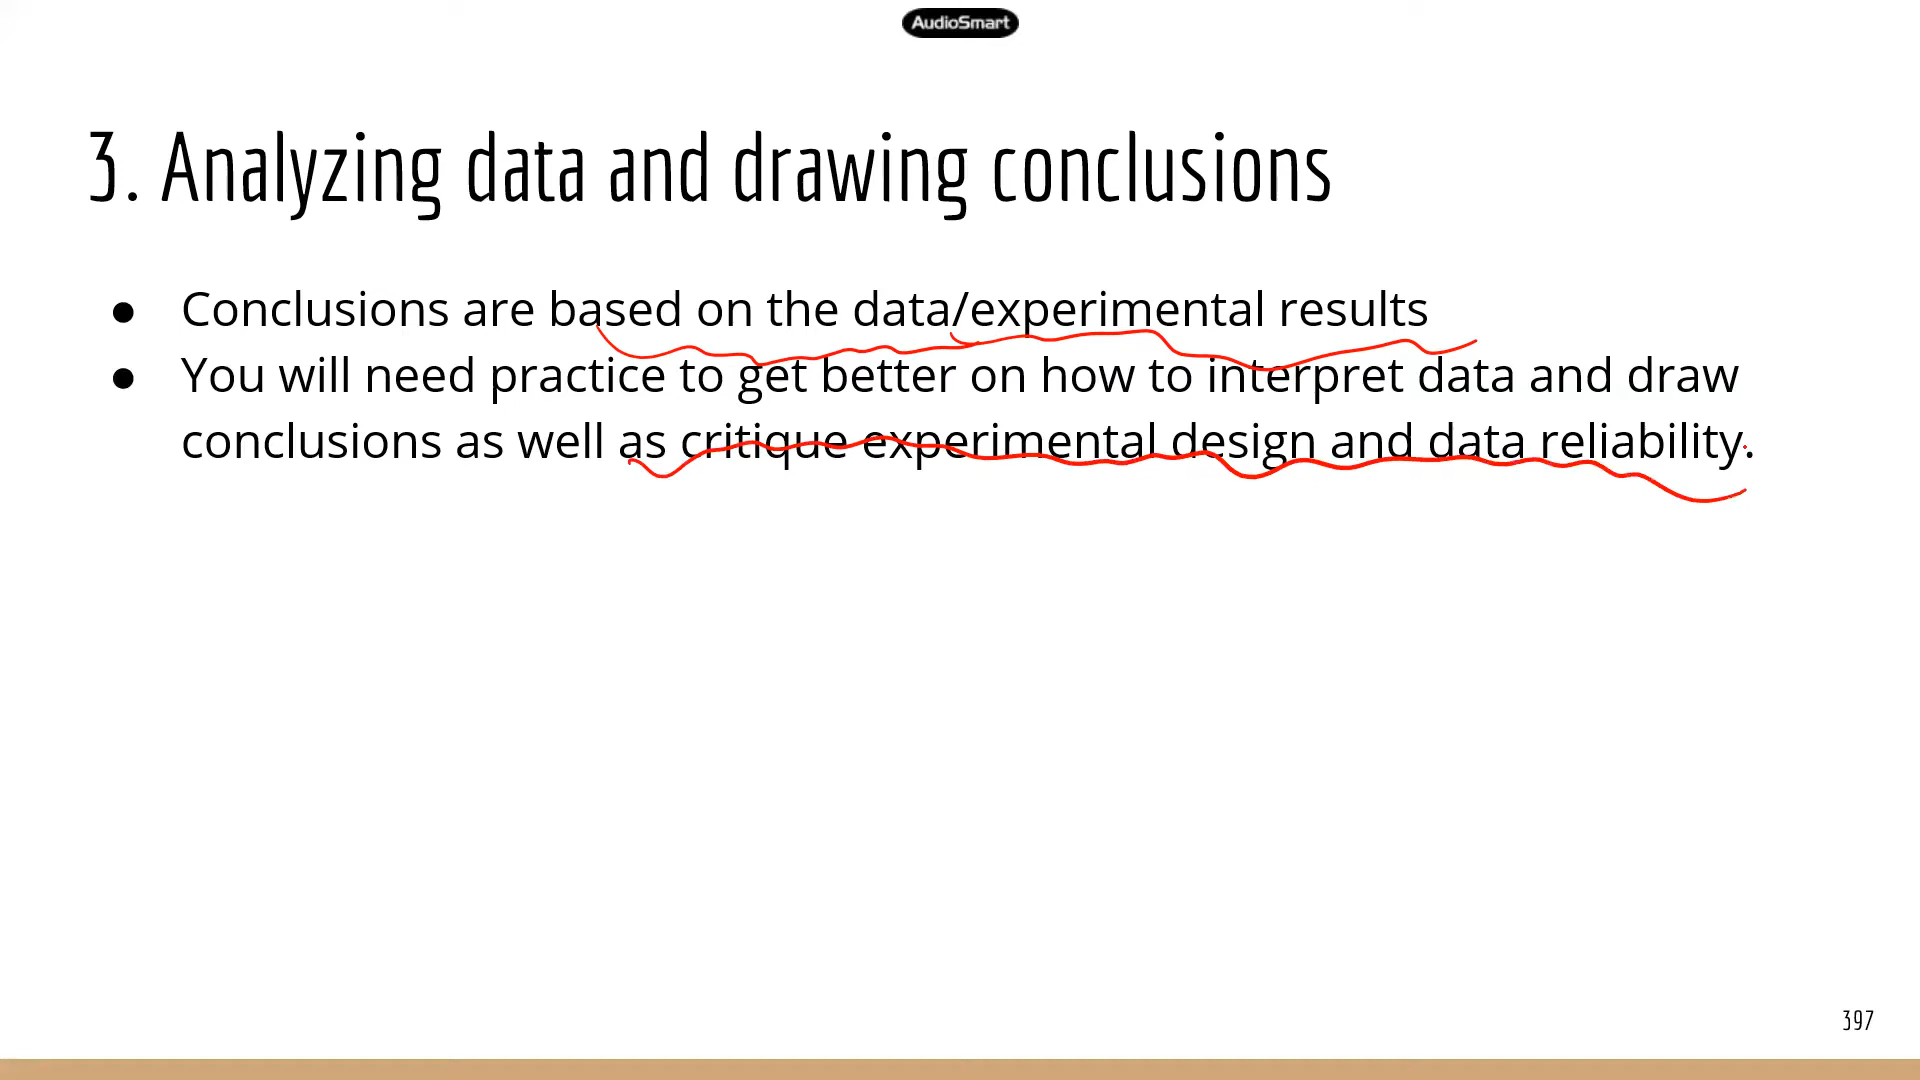 AudioSmart
3. Analyzing data and drawing conclusions
● Conclusions are based on the data/experimental results
● You will need practice to get better on how to interpret data and draw
conclusions as well as critique experimental design and data reliability.
397